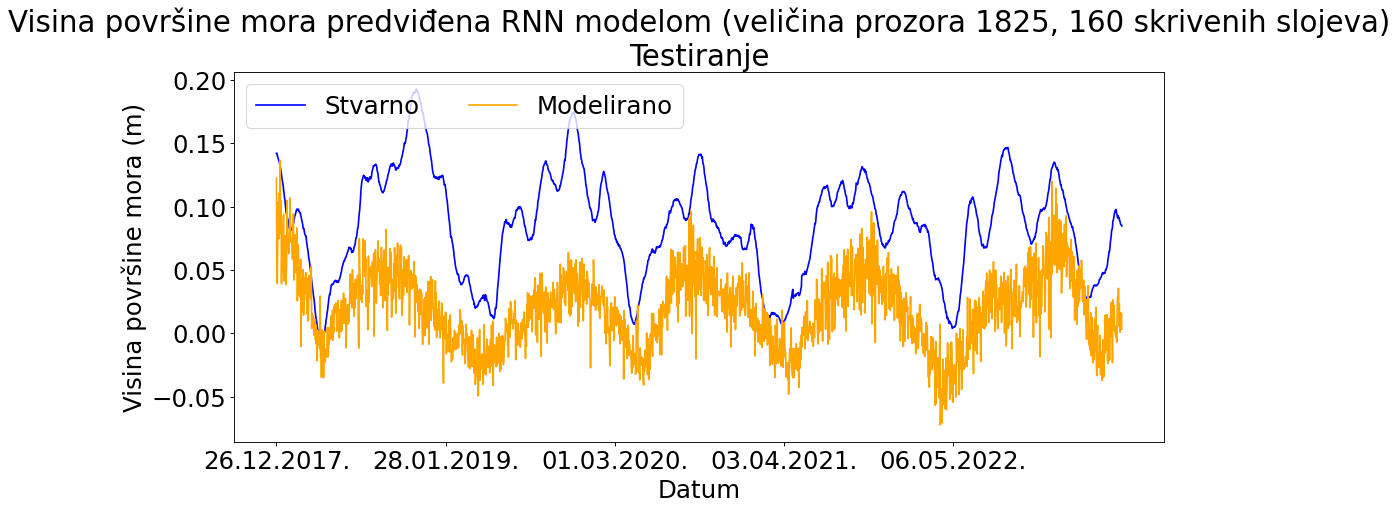 Visina površine mora predviđena RNN modelom (veličina prozora 1825, 160 skrivenih slojeva)
Testiranje
Stvarno
Modelirano
Visina površine mora (m)
0.20
0.15
0.10
0.05
0.00
−0.05
26.12.2017.
28.01.2019.
01.03.2020.
03.04.2021.
06.05.2022.
Datum